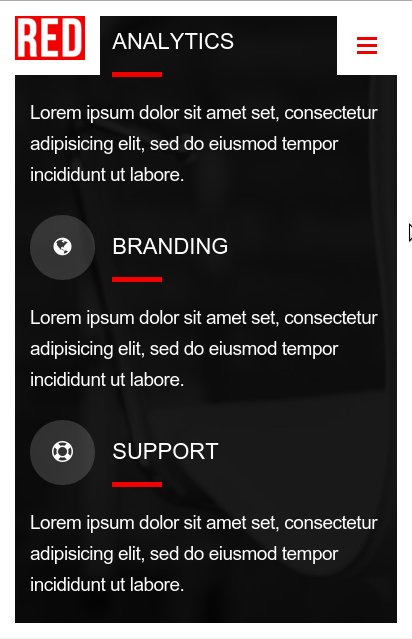 RED
ANALYTICS
Lorem ipsum dolor sit amet set, consectetur
adipisicing elit, sed do eiusmod tempor
incididunt ut labore.
BRANDING
Lorem ipsum dolor sit amet set, consectetur
adipisicing elit, sed do eiusmod tempor
incididunt ut labore.
SUPPORT
Lorem ipsum dolor sit amet set, consectetur
adipisicing elit, sed do eiusmod tempor
incididunt ut labore.